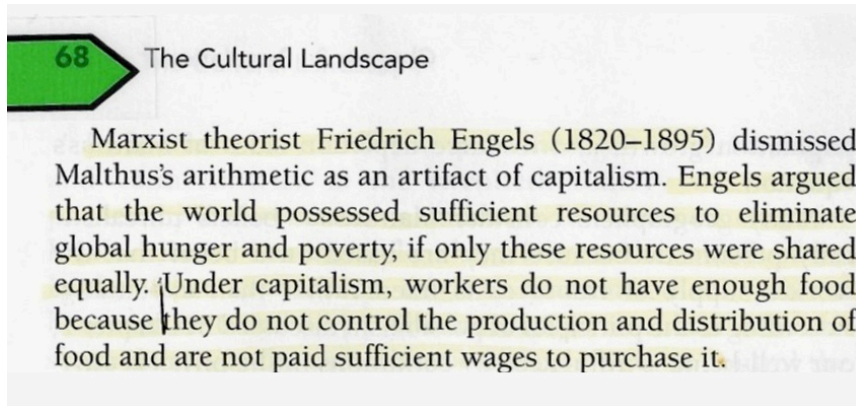 68 The Cultural Landscape
Marxist theorist Friedrich Engels (1820–1895) dismissed
Malthus's arithmetic as an artifact of capitalism. Engels argued
that the world possessed sufficient resources to eliminate
global hunger and poverty, if only these resources were shared
equally. Under capitalism, workers do not have enough food
because they do not control the production and distribution of
food and are not paid sufficient wages to purchase it.